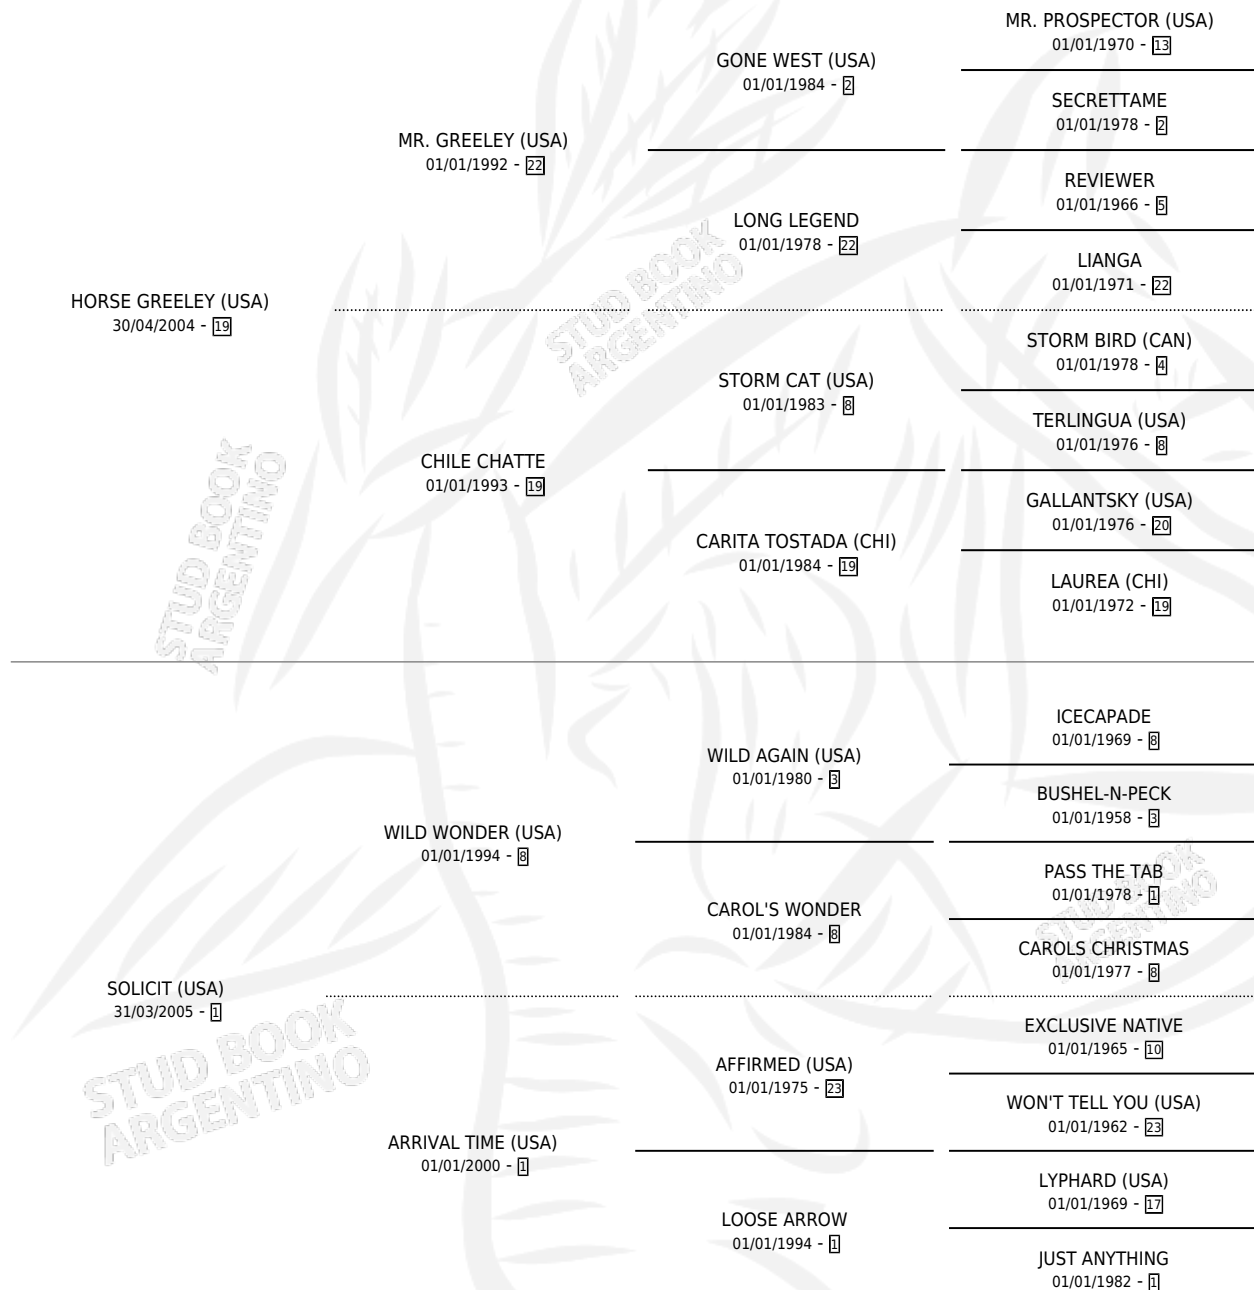 MR. PROSPECTOR (USA)
01/01/1970 - 13
GONE WEST (USA)
01/01/1984 - 2
SECRETTAME
01/01/1978 - 2
MR. GREELEY (USA)
01/01/1992 - 22
REVIEWER
01/01/1966 - 5
LONG LEGEND
01/01/1978 - 22
LIANGA
01/01/1971 - 22
HORSE GREELEY (USA)
30/04/2004 - 19
STUD BOOK
ARGENTINO
STORM BIRD (CAN)
01/01/1978 - 4
STORM CAT (USA)
01/01/1983 - 8
TERLINGUA (USA)
01/01/1976 - 8
CHILE CHATTE
01/01/1993 - 19
GALLANTSKY (USA)
01/01/1976 - 20
CARITA TOSTADA (CHI)
01/01/1984 - 19
LAUREA (CHI)
01/01/1972 - 19
STUD BOOK
ARGENTINO
ICECAPADE
01/01/1969 - 8
WILD AGAIN (USA)
01/01/1980 - 3
BUSHEL-N-PECK
01/01/1958 - 3
WILD WONDER (USA)
01/01/1994 - 8
PASS THE TAB
01/01/1978 - 1
CAROL'S WONDER
01/01/1984 - 8
STUD BOOK
ARGENTINO
CAROLS CHRISTMAS
01/01/1977 - 8
SOLICIT (USA)
31/03/2005 - 1
EXCLUSIVE NATIVE
01/01/1965 - 10
AFFIRMED (USA)
01/01/1975 - 23
STUD BOOK
ARGENTINO
WON'T TELL YOU (USA)
01/01/1962 - 23
ARRIVAL TIME (USA)
01/01/2000 - 1
LYPHARD (USA)
01/01/1969 - 17
LOOSE ARROW
01/01/1994 - 1
JUST ANYTHING
01/01/1982 - 1